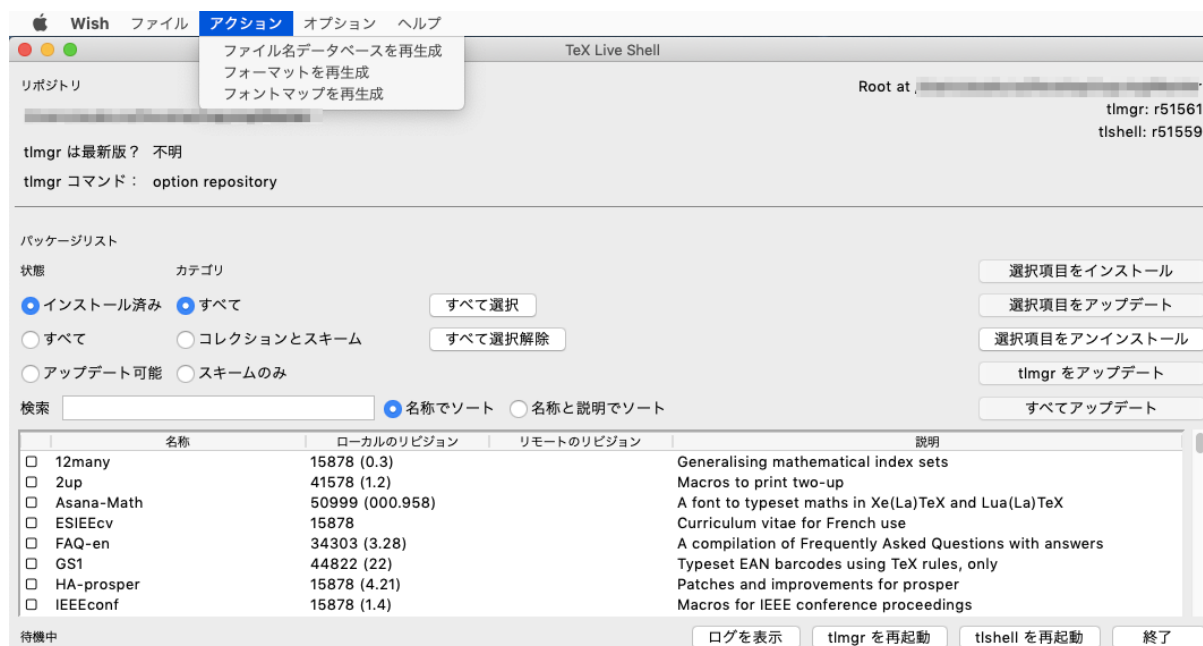 Wish ファイル アクション オプション ヘルプ
ファイル名データベースを再生成
フォーマットを再生成
フォントマップを再生成
TeX Live Shell
リポジトリ
Root at
tlmgr: r51561
tlshell: r51559
tlmgr は最新版？ 不明
tlmgr コマンド： option repository
パッケージリスト
状態 カテゴリ
選択項目をインストール
インストール済み すべて すべて選択 選択項目をアップデート
すべて コレクションとスキーム すべて選択解除 選択項目をアンインストール
アップデート可能 スキームのみ tlmgr をアップデート
検索 名称でソート 名称と説明でソート すべてアップデート
名称 ローカルのリビジョン リモートのリビジョン 説明
12many 15878 (0.3) Generalising mathematical index sets
2up 41578 (1.2) Macros to print two-up
Asana-Math 50999 (000.958) A font to typeset maths in Xe(La)TeX and Lua(La)TeX
ESIEEcv 15878 Curriculum vitae for French use
FAQ-en 34303 (3.28) A compilation of Frequently Asked Questions with answers
GS1 44822 (22) Typeset EAN barcodes using TeX rules, only
HA-prosper 15878 (4.21) Patches and improvements for prosper
IEEEconf 15878 (1.4) Macros for IEEE conference proceedings
待機中 ログを表示 tlmgr を再起動 tlshell を再起動 終了